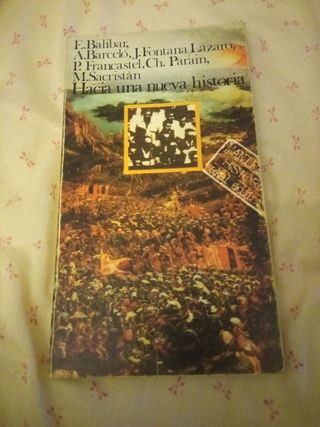 E. Balibar,
A. Barceló, J. Fontana Lázaro,
P. Francastel, Ch. Parain,
M. Sacristán
Hacia una nueva historia